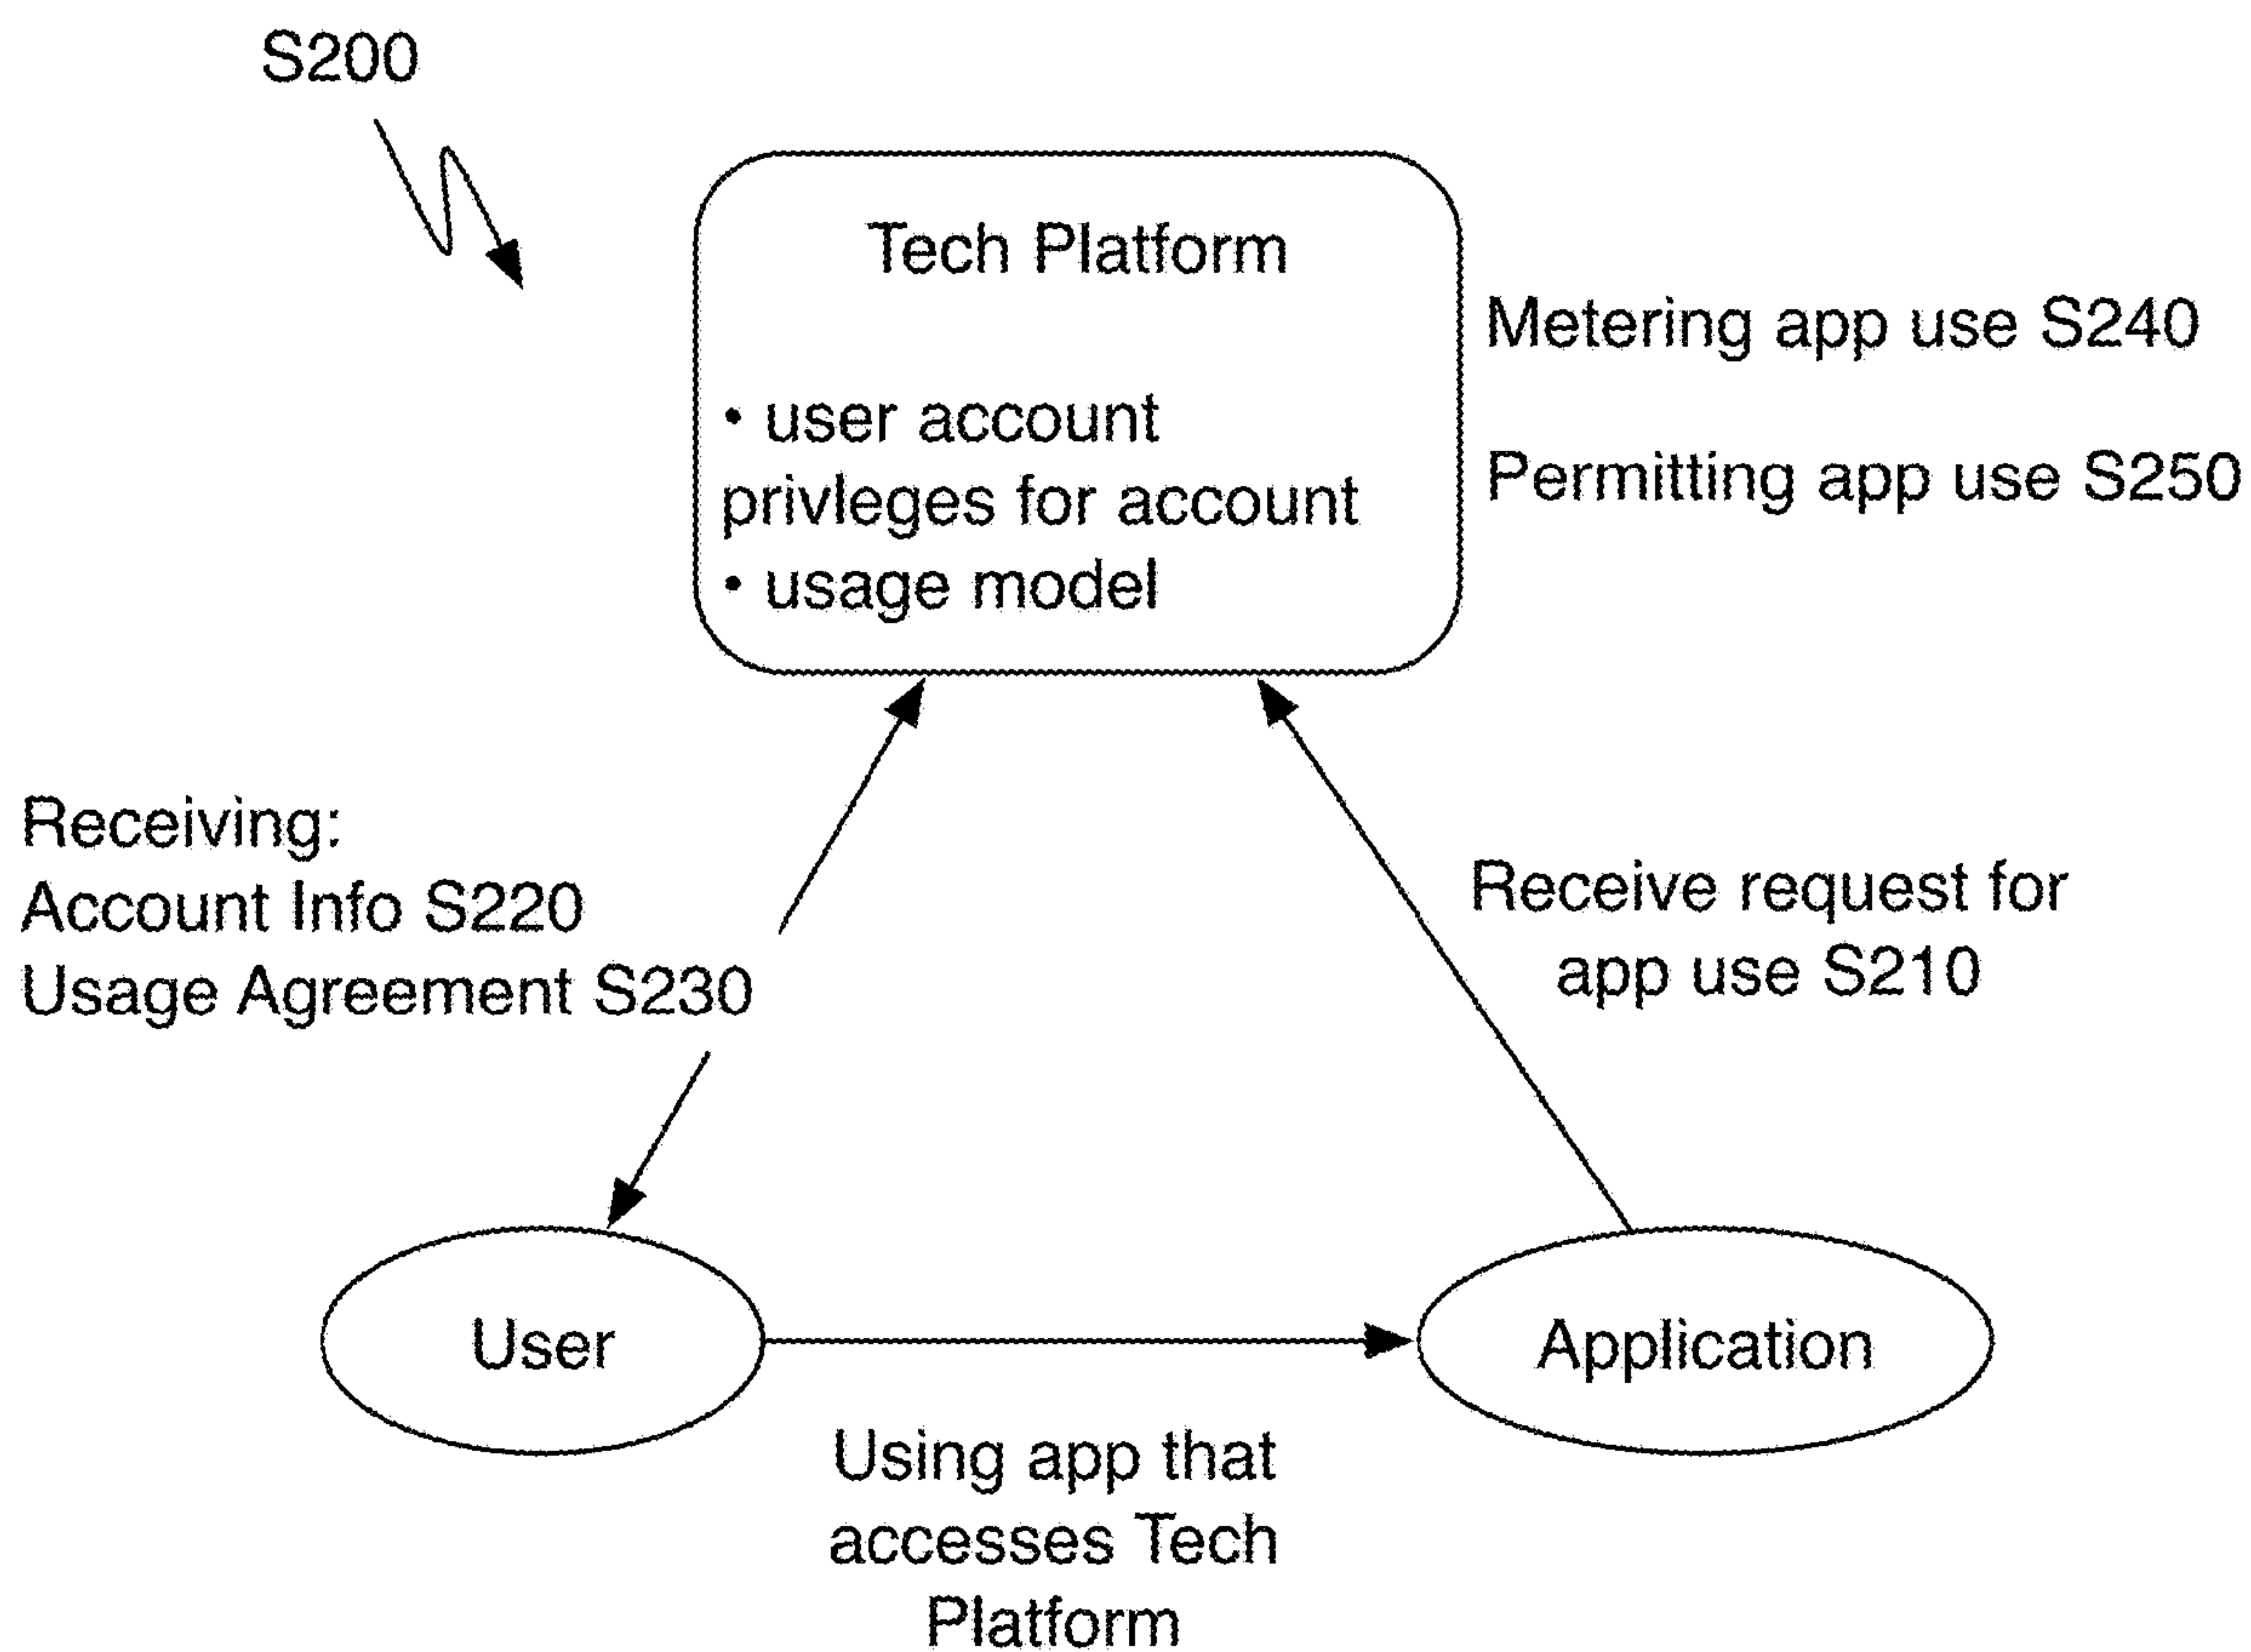 S200
Tech Platform
• user account
privleges for account
• usage model
Metering app use S240
Permitting app use S250
Receiving:
Account Info S220
Usage Agreement S230
Receive request for
app use S210
User
Application
Using app that
accesses Tech
Platform